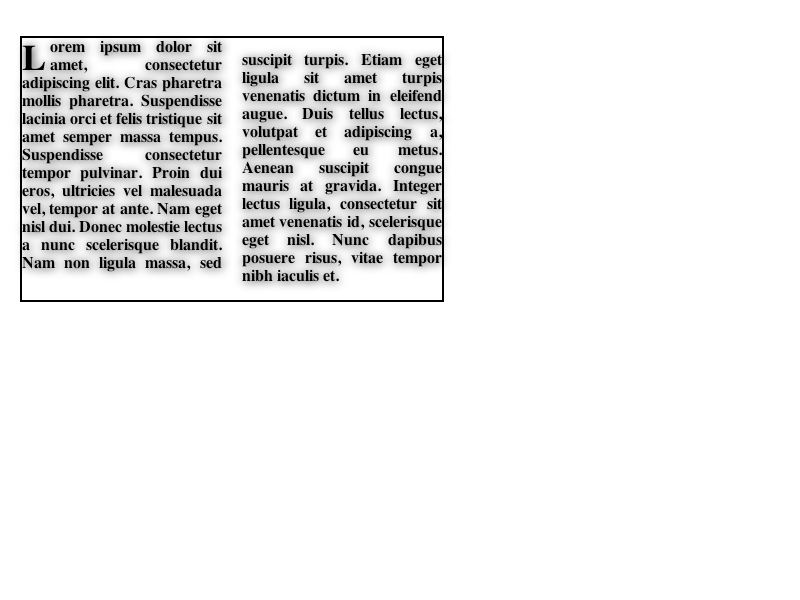 Lorem ipsum dolor sit
amet, consectetur
adipiscing elit. Cras pharetra
mollis pharetra. Suspendisse
lacinia orci et felis tristique sit
amet semper massa tempus.
Suspendisse consectetur
tempor pulvinar. Proin dui
eros, ultricies vel malesuada
vel, tempor at ante. Nam eget
nisl dui. Donec molestie lectus
a nunc scelerisque blandit.
Nam non ligula massa, sed
suscipit turpis. Etiam eget
ligula sit amet turpis
venenatis dictum in eleifend
augue. Duis tellus lectus,
volutpat et adipiscing a,
pellentesque eu metus.
Aenean suscipit congue
mauris at gravida. Integer
lectus ligula, consectetur sit
amet venenatis id, scelerisque
eget nisl. Nunc dapibus
posuere risus, vitae tempor
nibh iaculis et.